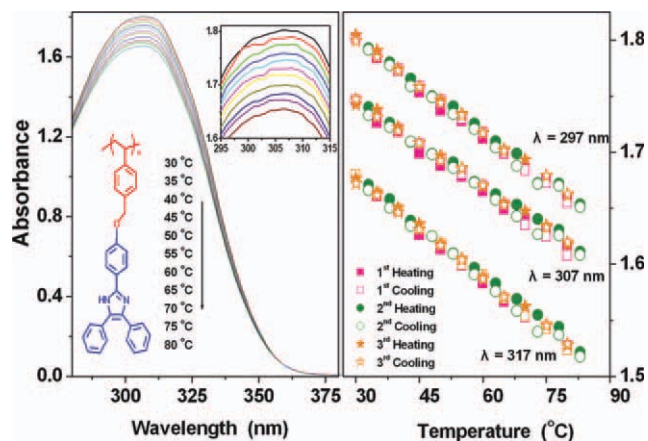 Absorbance
1.6
1.2
0.8
0.4
0.0
310 325 350 375
Wavelength (nm)
1.8
1.7
1.6
295 300 305 310 315
n
O
HN
N
30 °C
35 °C
40 °C
45 °C
50 °C
55 °C
60 °C
65 °C
70 °C
75 °C
80 °C
λ = 297 nm
λ = 307 nm
λ = 317 nm
1st Heating
1st Cooling
2nd Heating
2nd Cooling
3rd Heating
3rd Cooling
1.8
1.7
1.6
1.5
30 45 60 75 90
Temperature (°C)